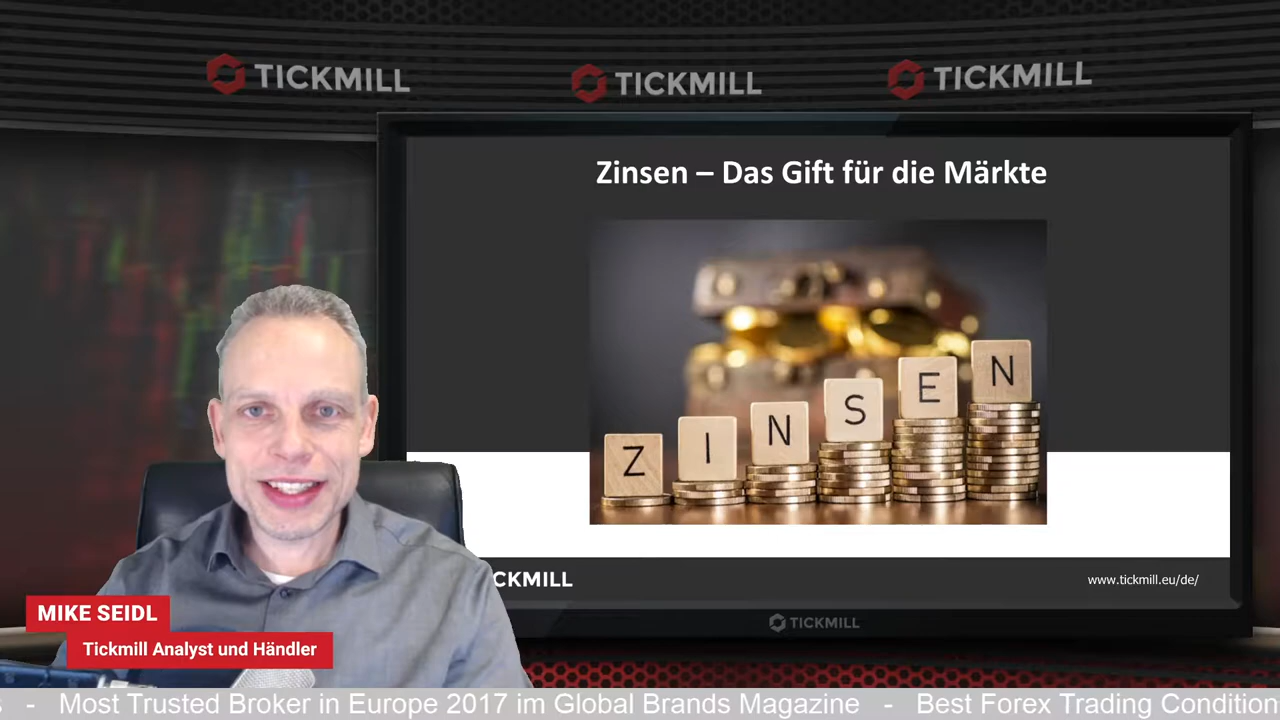 TICKMILL
TICKMILL
TICKMILL
Zinsen – Das Gift für die Märkte
Z I N S E N
CKMILL
www.tickmill.eu/de/
TICKMILL
MIKE SEIDL
Tickmill Analyst und Händler
- Most Trusted Broker in Europe 2017 im Global Brands Magazine - Best Forex Trading Condition